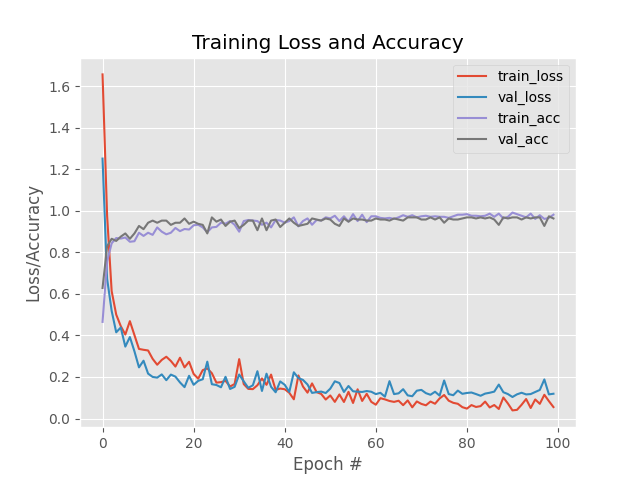 Training Loss and Accuracy
train_loss
val_loss
train_acc
val_acc
Loss/Accuracy
1.6
1.4
1.2
1.0
0.8
0.6
0.4
0.2
0.0
0 20 40 60 80 100
Epoch #